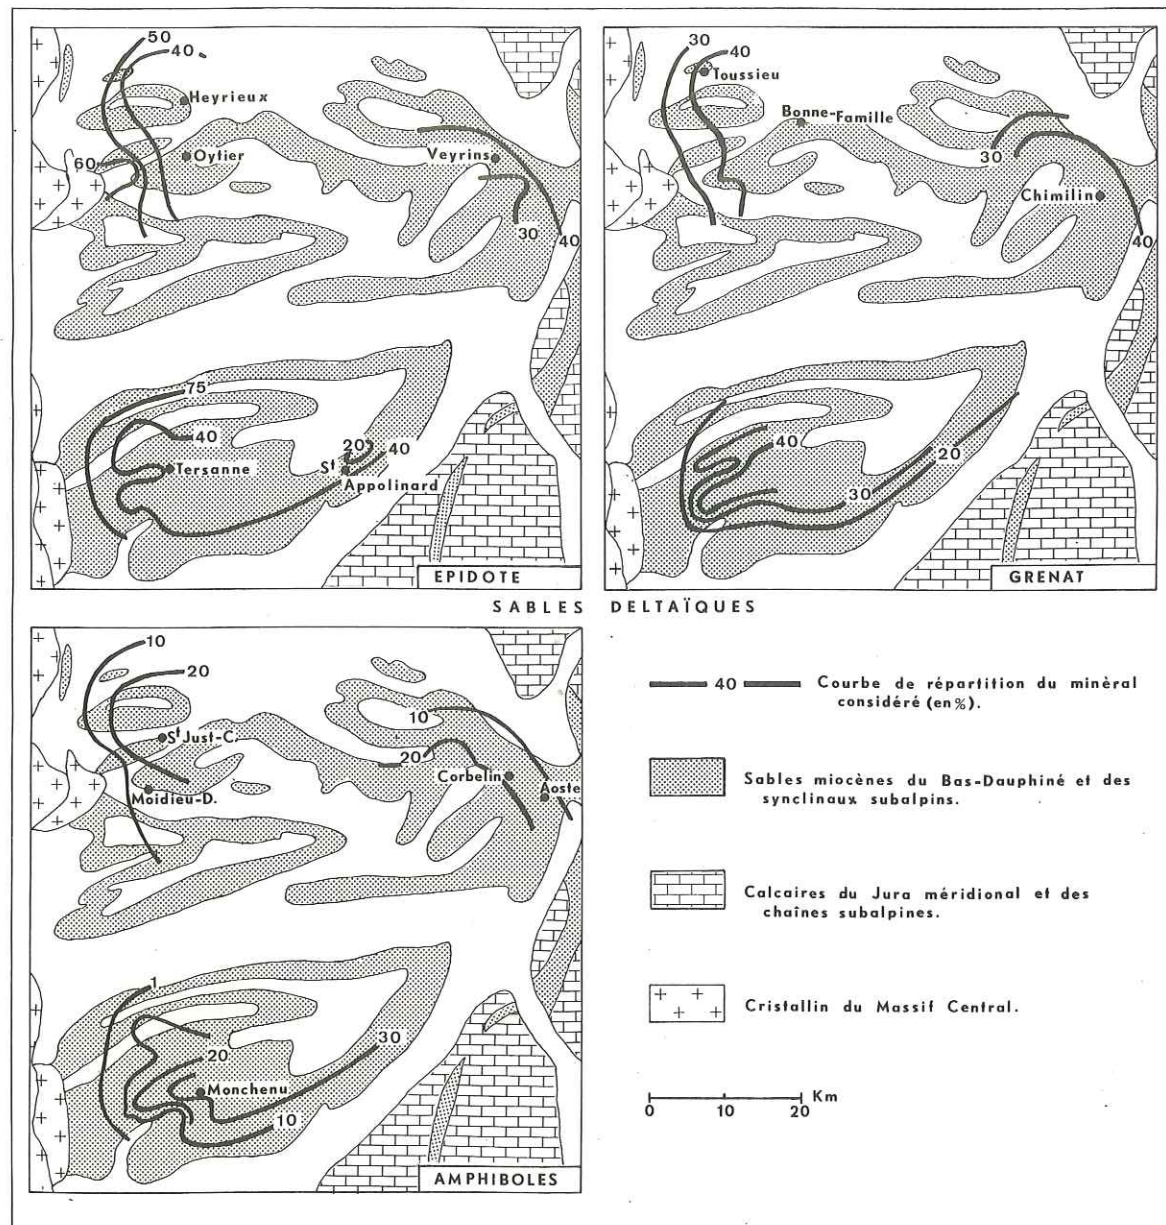 50
40
Heyrieux
60
Oytier
Veyrins
30
40
75
40
20
40
Tersanne
St
Appolinard
EPIDOTE
30
40
Toussieu
Bonne-Famille
30
Chimilin
40
40
20
30
GRENAT
SABLES DELTAÏQUES
10
20
St Just-C.
10
20
Corbelin
Aoste
Moidieu-D.
1
30
20
Monchenu
10
AMPHIBOLES
40 Courbe de répartition du minèral
considéré (en %).
Sables miocènes du Bas-Dauphiné et des
synclinaux subalpins.
Calcaires du Jura méridional et des
chaînes subalpines.
Cristallin du Massif Central.
Km
0 10 20